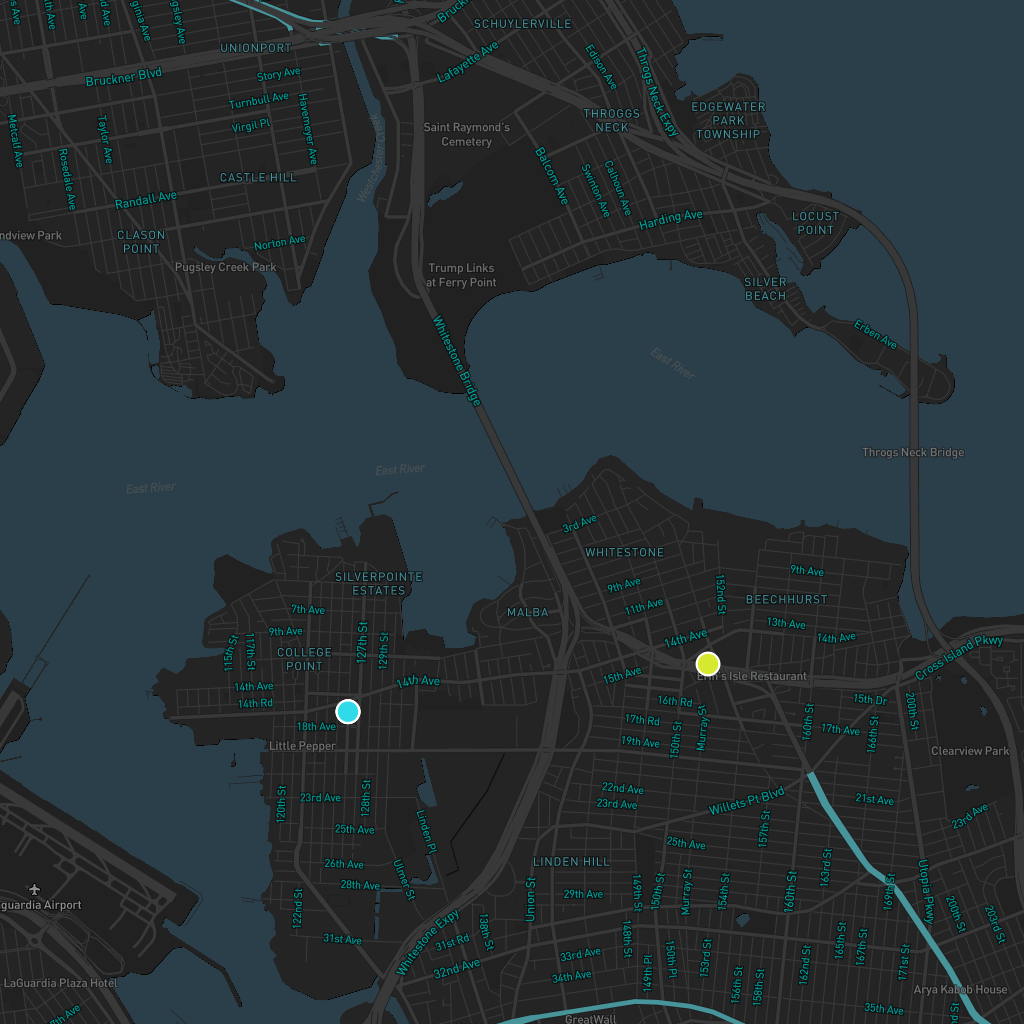 SCHUYLERVILLE
UNIONPORT
Bruckner Blvd
Story Ave
Lafayette Ave
Edison Ave
Throgs Neck Expy
Turnbull Ave
Havemeyer Ave
Virgil Pl
Metcalf Ave
Taylor Ave
Rosedale Ave
Saint Raymond's
Cemetery
THROGGS
NECK
EDGEWATER
PARK
TOWNSHIP
Balcom Ave
Swinton Ave
Calhoun Ave
CASTLE HILL
Randall Ave
Harding Ave
LOCUST
POINT
ndview Park
CLASON
POINT
Norton Ave
Pugsley Creek Park
Trump Links
at Ferry Point
SILVER
BEACH
Whitestone Bridge
Erben Ave
East River
Throgs Neck Bridge
East River
East River
3rd Ave
WHITESTONE
SILVERPOINTE
ESTATES
9th Ave
152nd St
9th Ave
BEECHHURST
7th Ave
MALBA
11th Ave
13th Ave
9th Ave
115th St
117th St
127th St
129th St
14th Ave
14th Ave
Cross Island Pkwy
COLLEGE
POINT
14th Ave
14th Ave
15th Ave
Erin's Isle Restaurant
14th Rd
16th Rd
15th Dr
200th St
18th Ave
17th Rd
Murray St
160th St
17th Ave
166th St
Little Pepper
19th Ave
150th St
Clearview Park
22nd Ave
23rd Ave
120th St
23rd Ave
128th St
Willets Pt Blvd
21st Ave
23rd Ave
25th Ave
Linden Pl
25th Ave
157th St
26th Ave
28th Ave
Ulmer St
LINDEN HILL
163rd St
guardia Airport
122nd St
Union St
29th Ave
149th St
150th St
Murray St
154th St
160th St
169th St
Utopia Pkwy
200th St
203rd St
31st Ave
Whitestone Expy
138th St
31st Rd
32nd Ave
33rd Ave
34th Ave
148th St
149th Pl
150th Pl
153rd St
156th St
158th St
162nd St
165th St
167th St
171st St
LaGuardia Plaza Hotel
Arya Kabob House
35th Ave
GreatWall